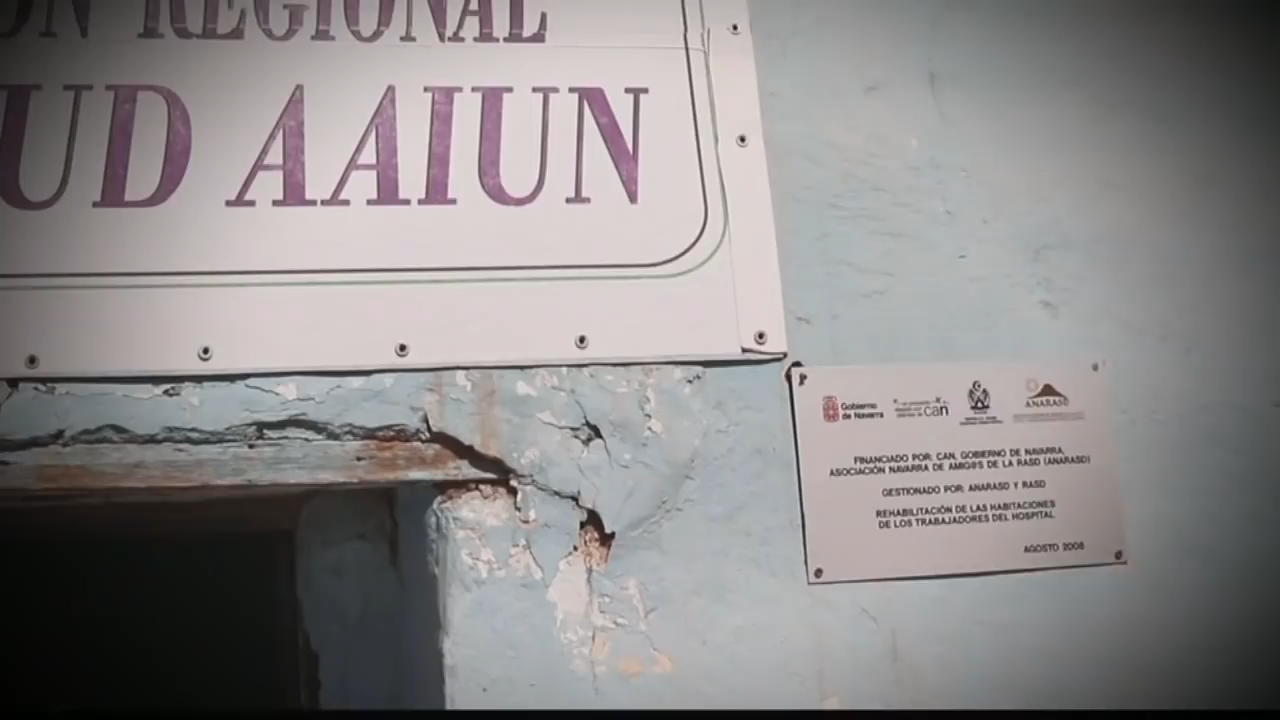 ON REGIONAL
UD AAIUN
Gobierno
de Navarra
can
ANARASD
FINANCIADO POR: CAN, GOBIERNO DE NAVARRA,
ASOCIACIÓN NAVARRA DE AMIG@S DE LA RASD (ANARASD)
GESTIONADO POR: ANARASD Y RASD
REHABILITACIÓN DE LAS HABITACIONES
DE LOS TRABAJADORES DEL HOSPITAL
AGOSTO 2008